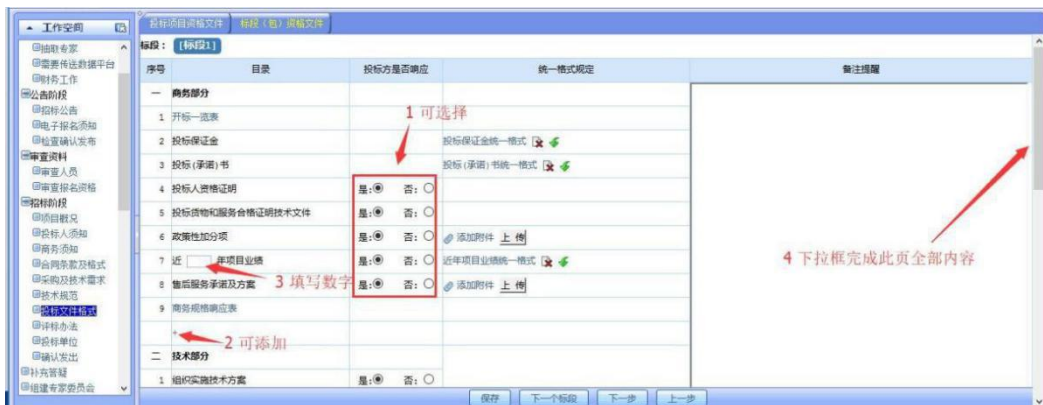 工作空间
抽取专家
需要传送数据平台
财务工作
公告阶段
招标公告
电子报名须知
检查确认发布
审查资料
审查人员
审查报名资格
招标阶段
项目概况
投标人须知
商务须知
合同条款及格式
采购及技术需求
技术规范
投标文件格式
评标办法
投标单位
确认发出
补充答疑
组建专家委员会
投标项目资格文件 标段（包）资格文件
标段： [标段1]
序号 目录 投标方是否响应 统一格式规定 备注提醒
一 商务部分
1 开标一览表
1 可选择
2 投标保证金 投标保证金统一格式
3 投标(承诺)书 投标(承诺)书统一格式
4 投标人资格证明 是: 否:
5 投标货物和服务合格证明技术文件 是: 否:
6 政策性加分项 是: 否: 添加附件 上 传
7 近 年项目业绩 是: 否: 近年项目业绩统一格式
4 下拉框完成此页全部内容
8 售后服务承诺及方案 3 填写数字 是: 否: 添加附件 上 传
9 商务规格响应表
+ 2 可添加
二 技术部分
1 组织实施技术方案 是: 否:
保存 下一个标段 下一步 上一步